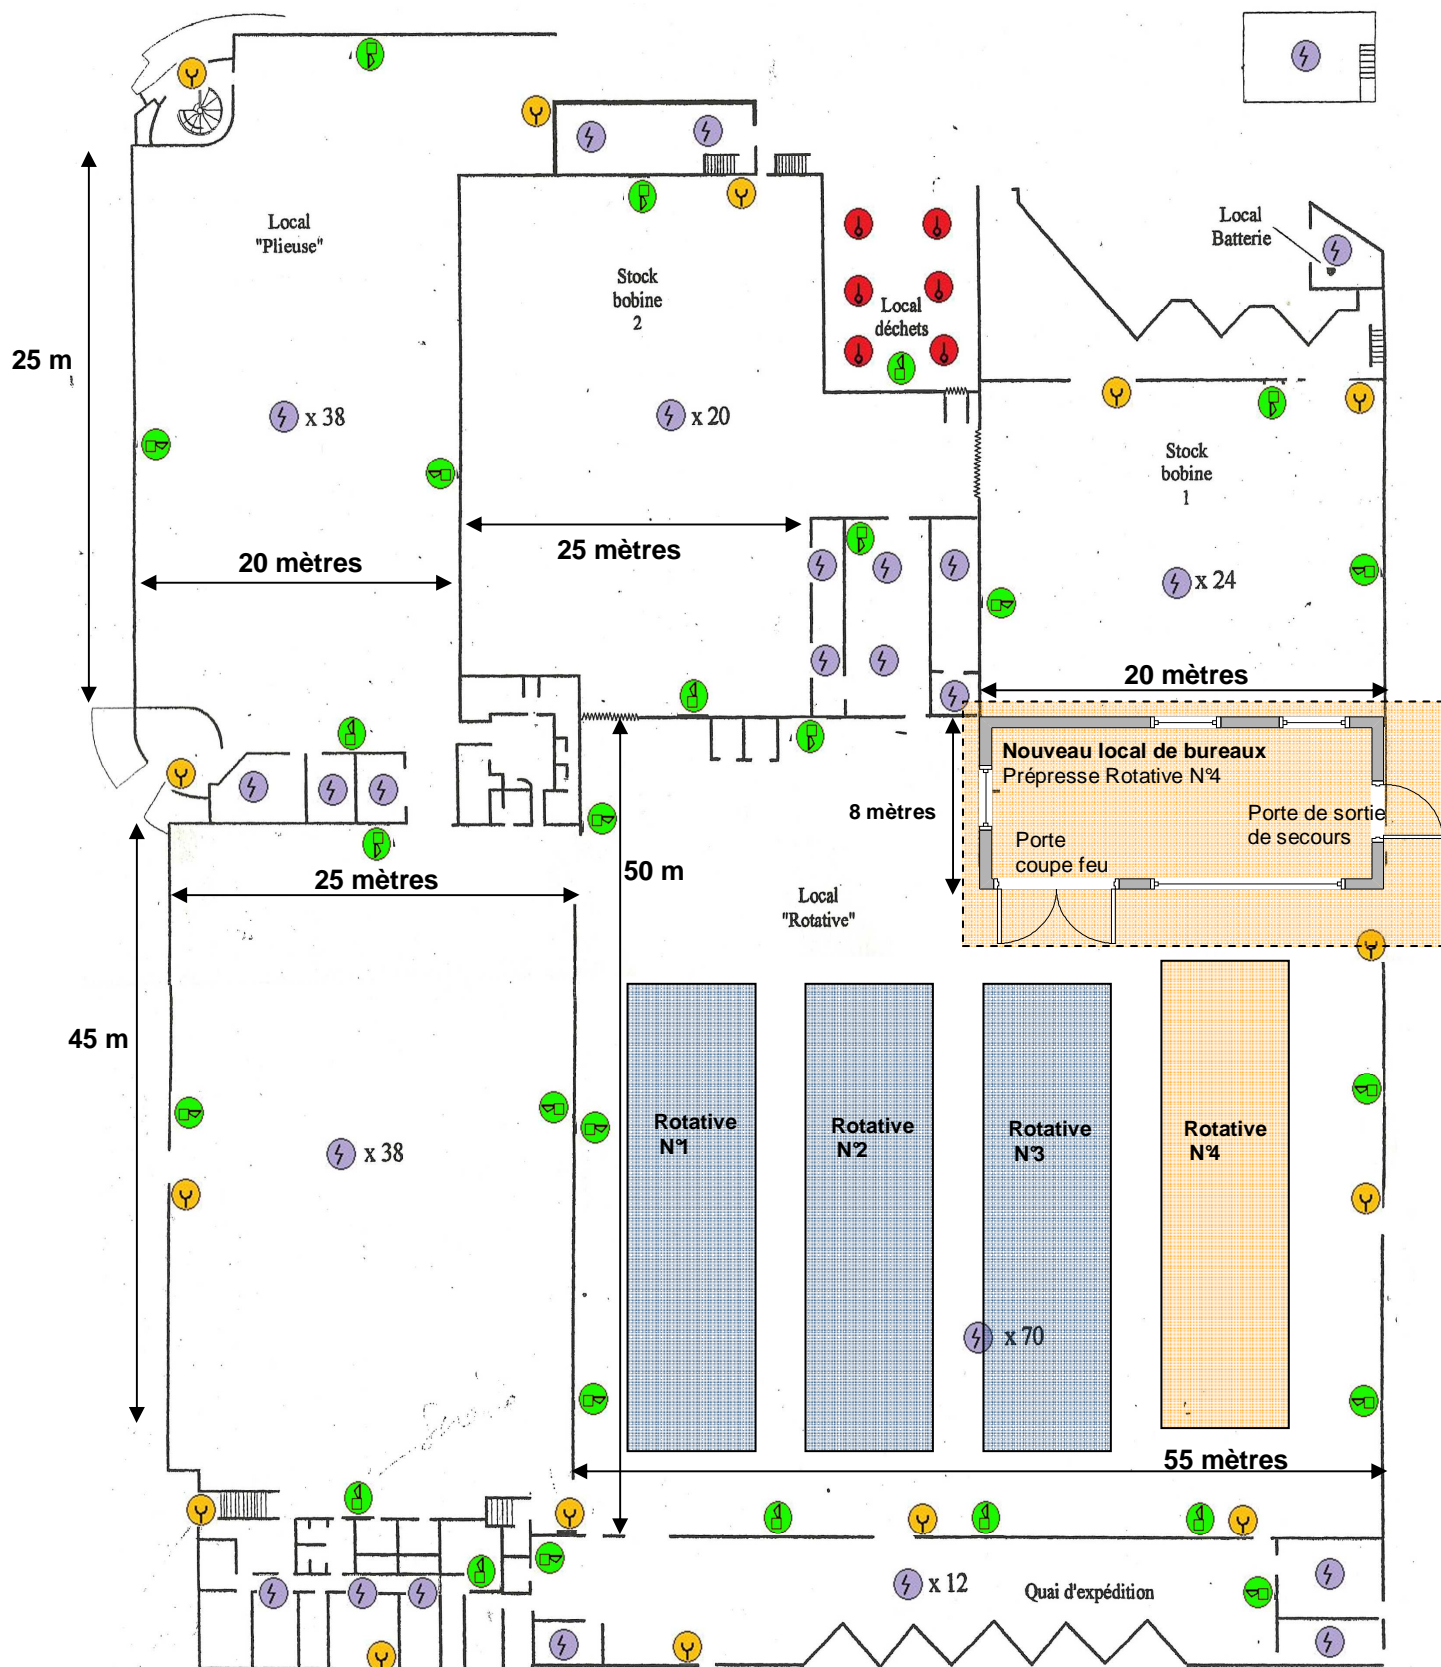 Local
"Plieuse"
Stock
bobine
2
Local
déchets
Local
Batterie
25 m
x 38
x 20
Stock
bobine
1
x 24
20 mètres
25 mètres
20 mètres
Nouveau local de bureaux
Prépresse Rotative N°4
8 mètres
Porte de sortie
de secours
Porte
coupe feu
25 mètres
50 m
Local
"Rotative"
45 m
Rotative
N°1
Rotative
N°2
Rotative
N°3
Rotative
N°4
x 38
x 70
55 mètres
x 12
Quai d'expédition